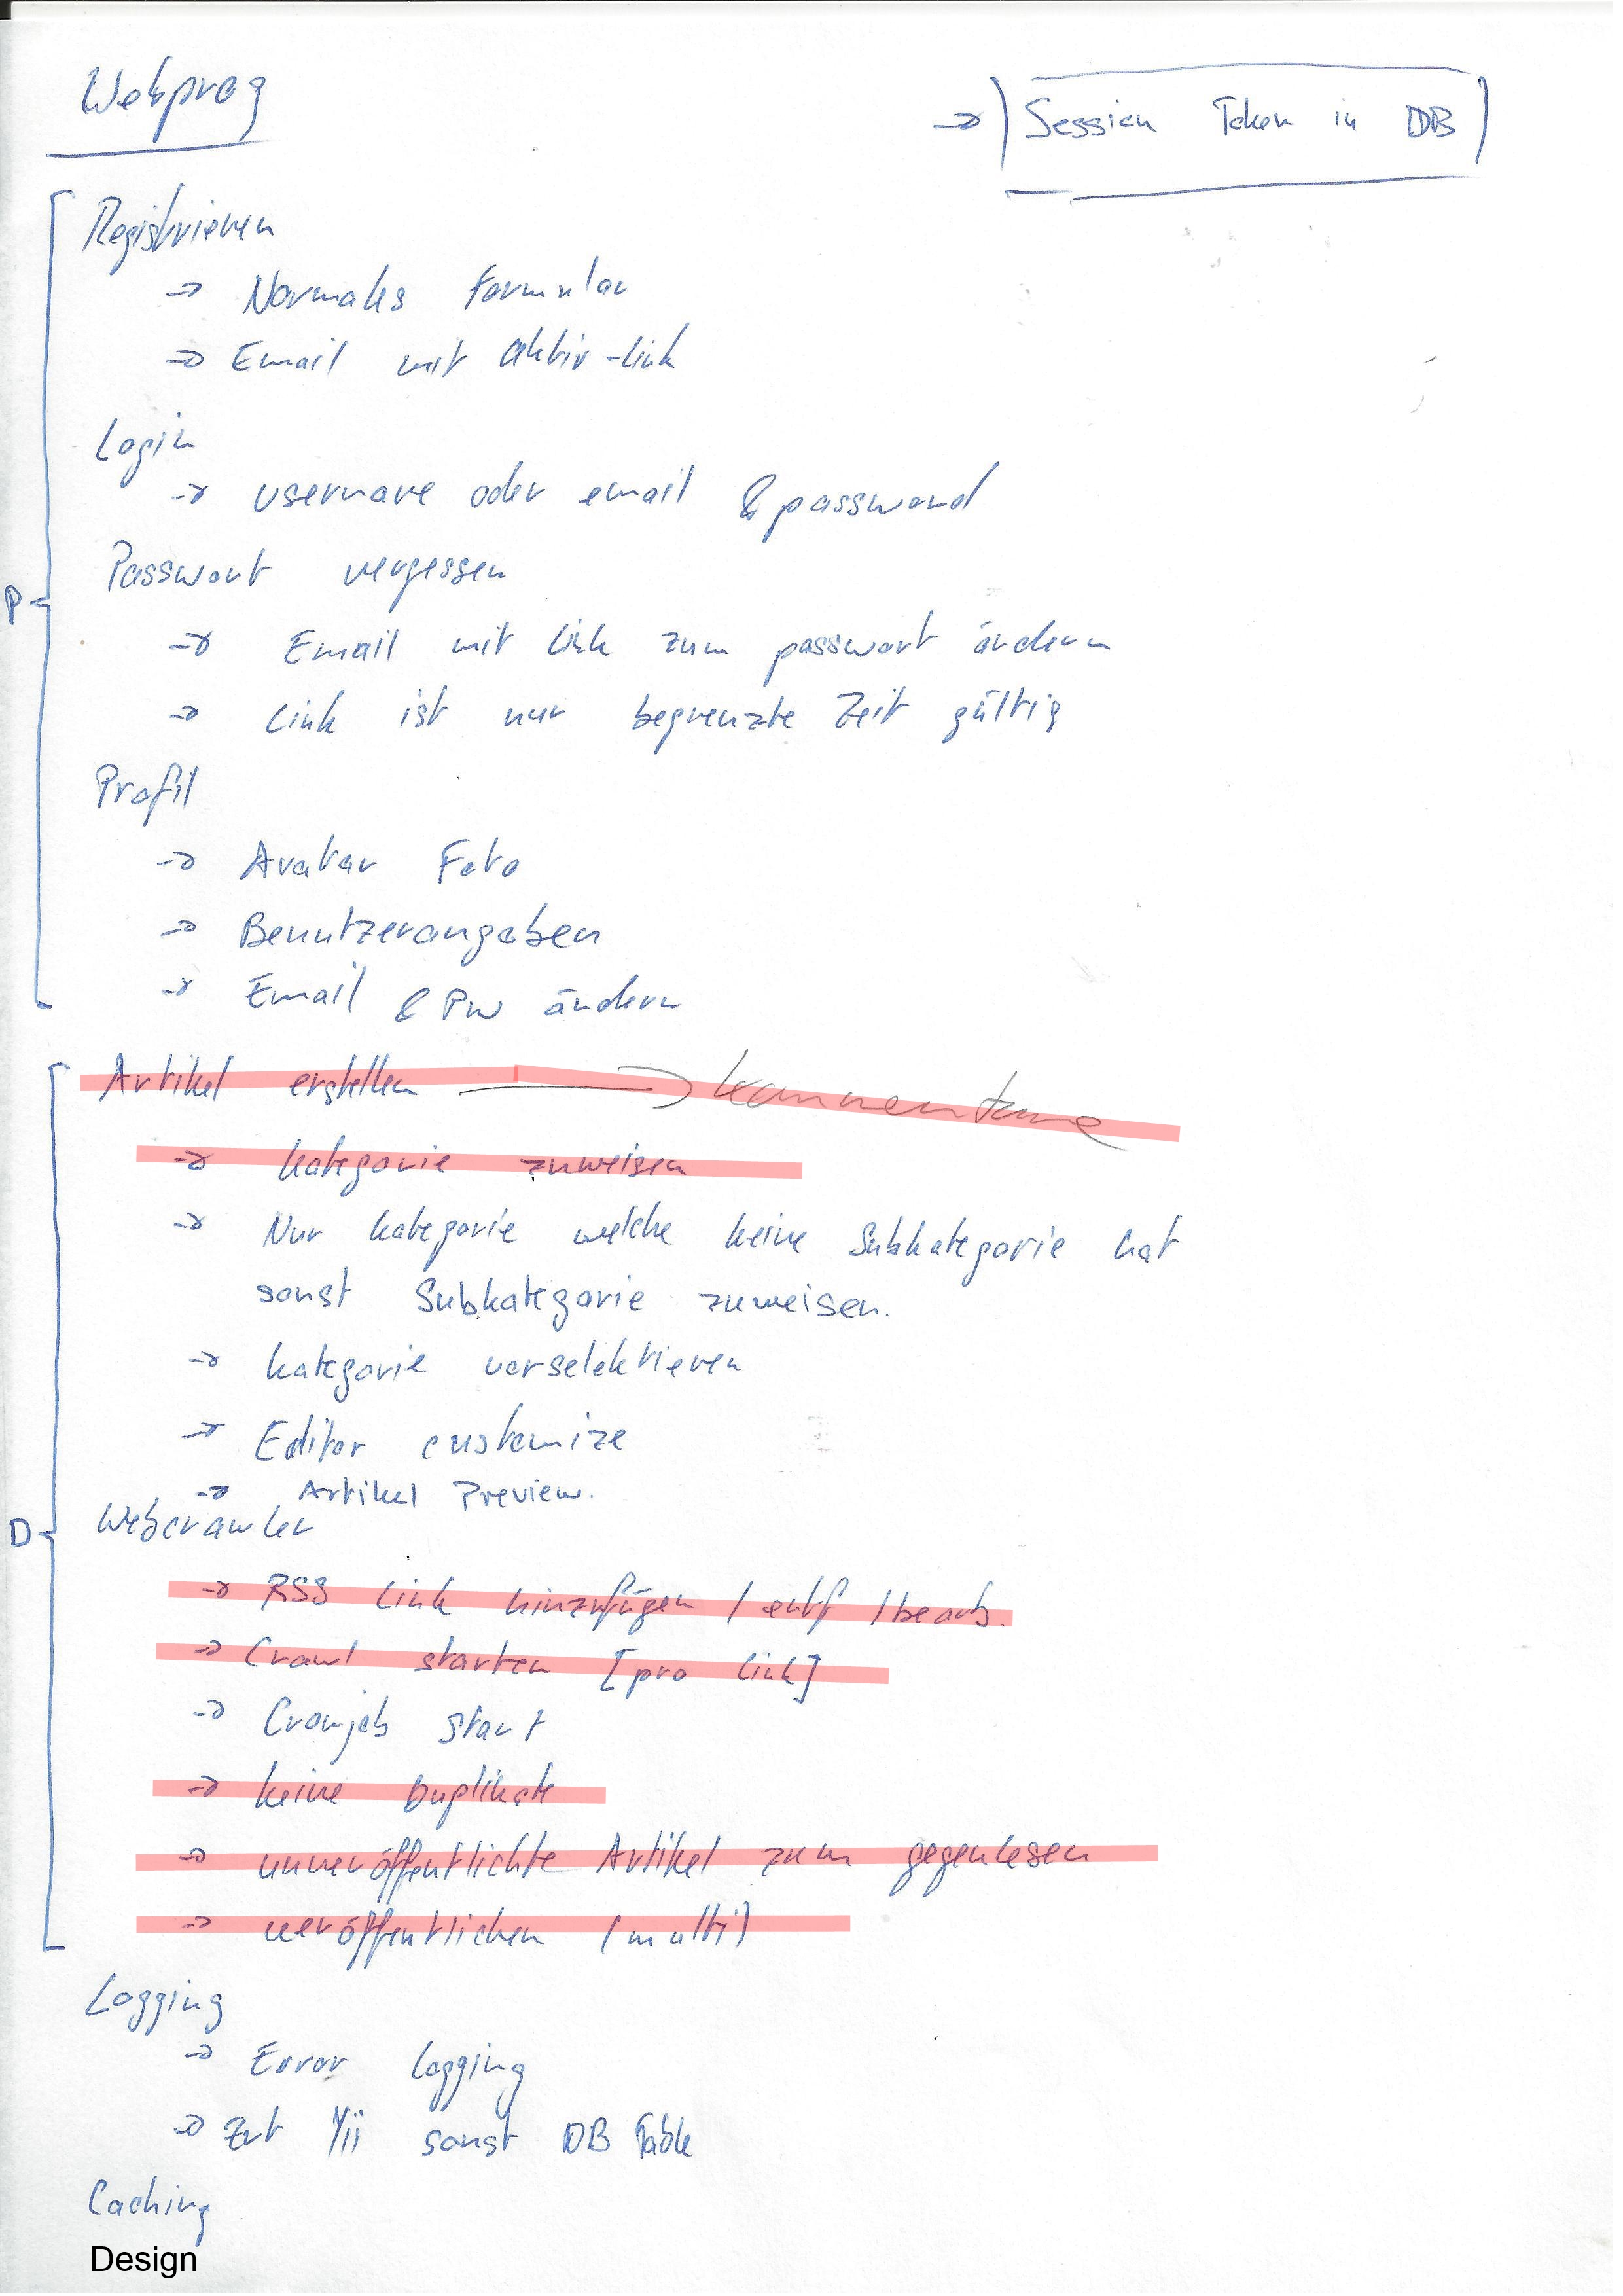 Webprog
→ | Session Token in DB |
Registrieren
→ Normales Formular
→ Email mit Aktiv-Link
Login
→ username oder email & password
Passwort vergessen
P
→ Email mit Link zum passwort ändern
→ Link ist nur begrenzte Zeit gültig
Profil
→ Avatar Foto
→ Benutzerangaben
→ Email & PW ändern
Artikel erstellen → Kommentare
→ Kategorie zuweisen
→ Nur Kategorie welche keine Subkategorie hat
sonst Subkategorie zuweisen.
→ Kategorie vorselektieren
→ Editor customize
→ Artikel Preview.
D
Webcrawler
→ RSS Link hinzufügen / entf / bearb.
→ Crawl starten [pro Link]
→ Cronjob start
→ keine Duplikate
→ unveröffentlichte Artikel zum gegenlesen
→ veröffentlichen (multi)
Logging
→ Error Logging
→ Yii sonst DB Table
Caching
Design